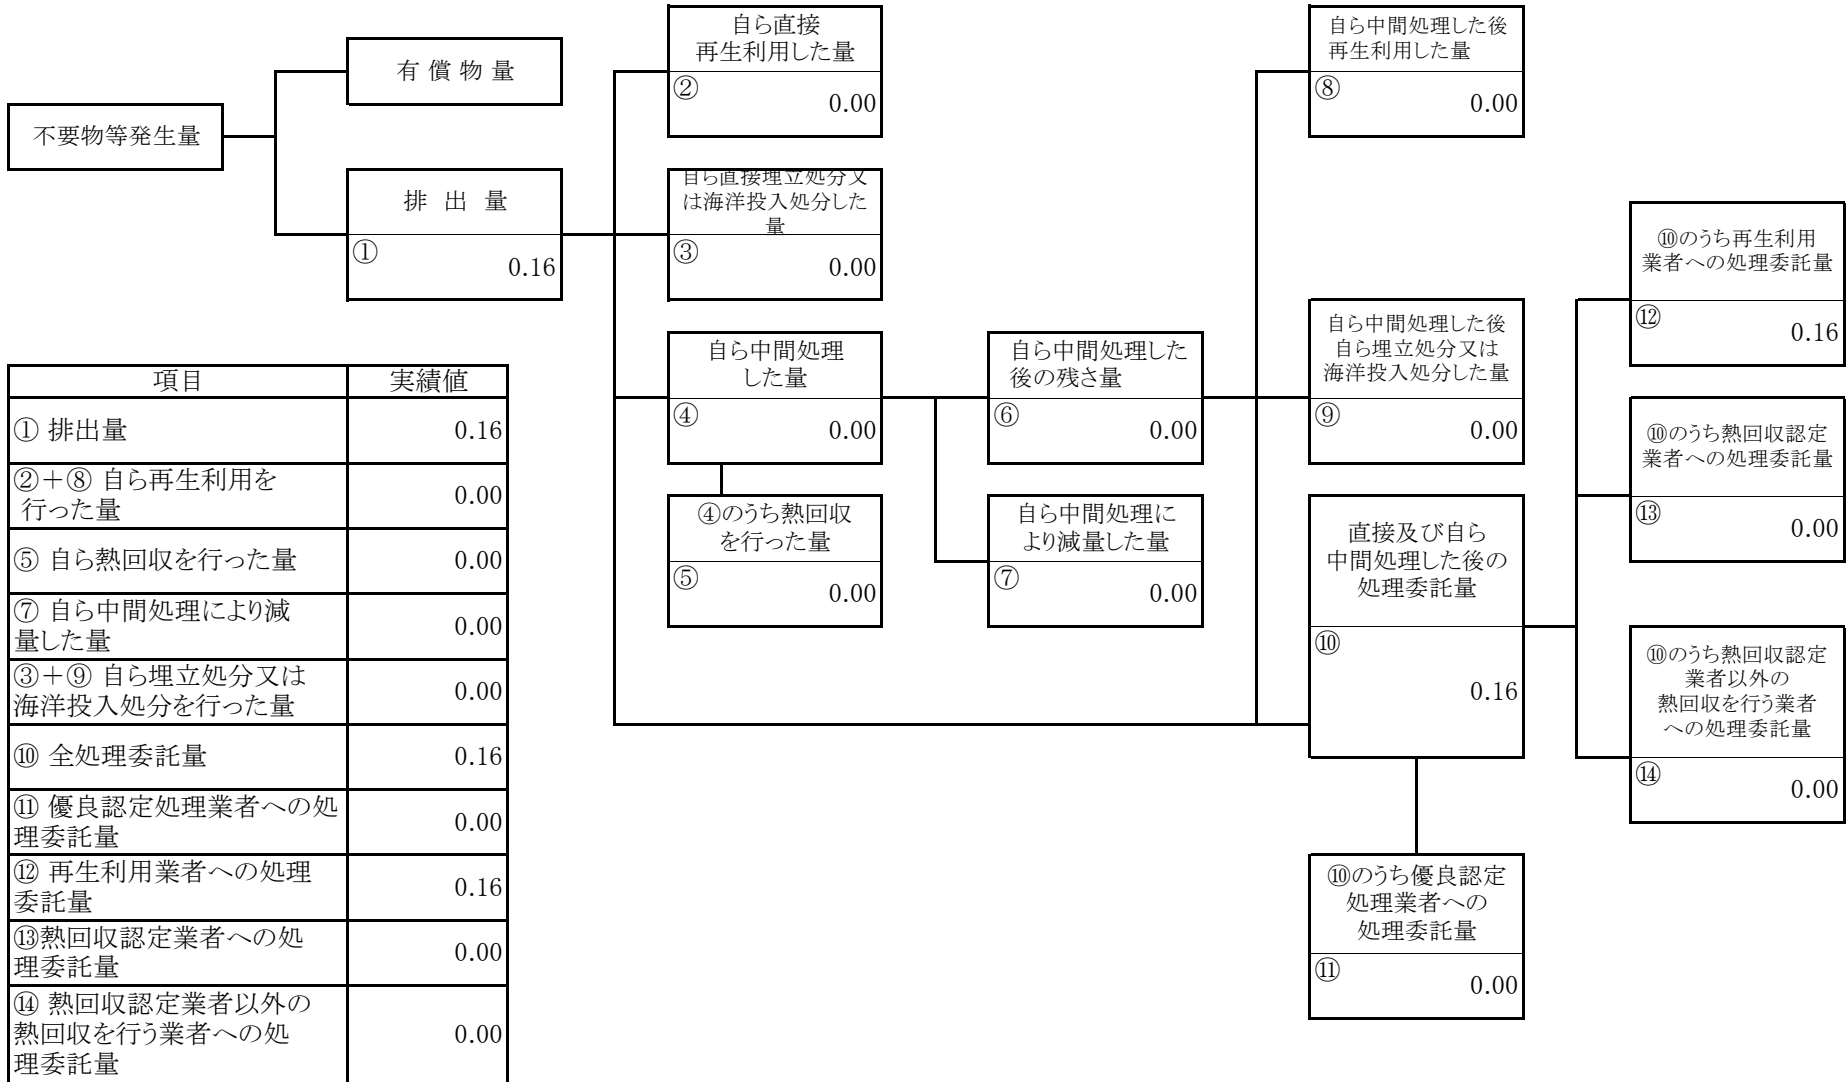 不要物等発生量
有 償 物 量
排 出 量
①
0.16
自ら直接
再生利用した量
②
0.00
自ら直接埋立処分又
は海洋投入処分した
量
③
0.00
自ら中間処理
した量
④
0.00
④のうち熱回収
を行った量
⑤
0.00
自ら中間処理した
後の残さ量
⑥
0.00
自ら中間処理に
より減量した量
⑦
0.00
自ら中間処理した後
再生利用した量
⑧
0.00
自ら中間処理した後
自ら埋立処分又は
海洋投入処分した量
⑨
0.00
直接及び自ら
中間処理した後の
処理委託量
⑩
0.16
⑩のうち優良認定
処理業者への
処理委託量
⑪
0.00
⑩のうち再生利用
業者への処理委託量
⑫
0.16
⑩のうち熱回収認定
業者への処理委託量
⑬
0.00
⑩のうち熱回収認定
業者以外の
熱回収を行う業者
への処理委託量
⑭
0.00
項目 実績値
① 排出量 0.16
②＋⑧ 自ら再生利用を
行った量 0.00
⑤ 自ら熱回収を行った量 0.00
⑦ 自ら中間処理により減
量した量 0.00
③＋⑨ 自ら埋立処分又は
海洋投入処分を行った量 0.00
⑩ 全処理委託量 0.16
⑪ 優良認定処理業者への処
理委託量 0.00
⑫ 再生利用業者への処理
委託量 0.16
⑬熱回収認定業者への処
理委託量 0.00
⑭ 熱回収認定業者以外の
熱回収を行う業者への処
理委託量 0.00